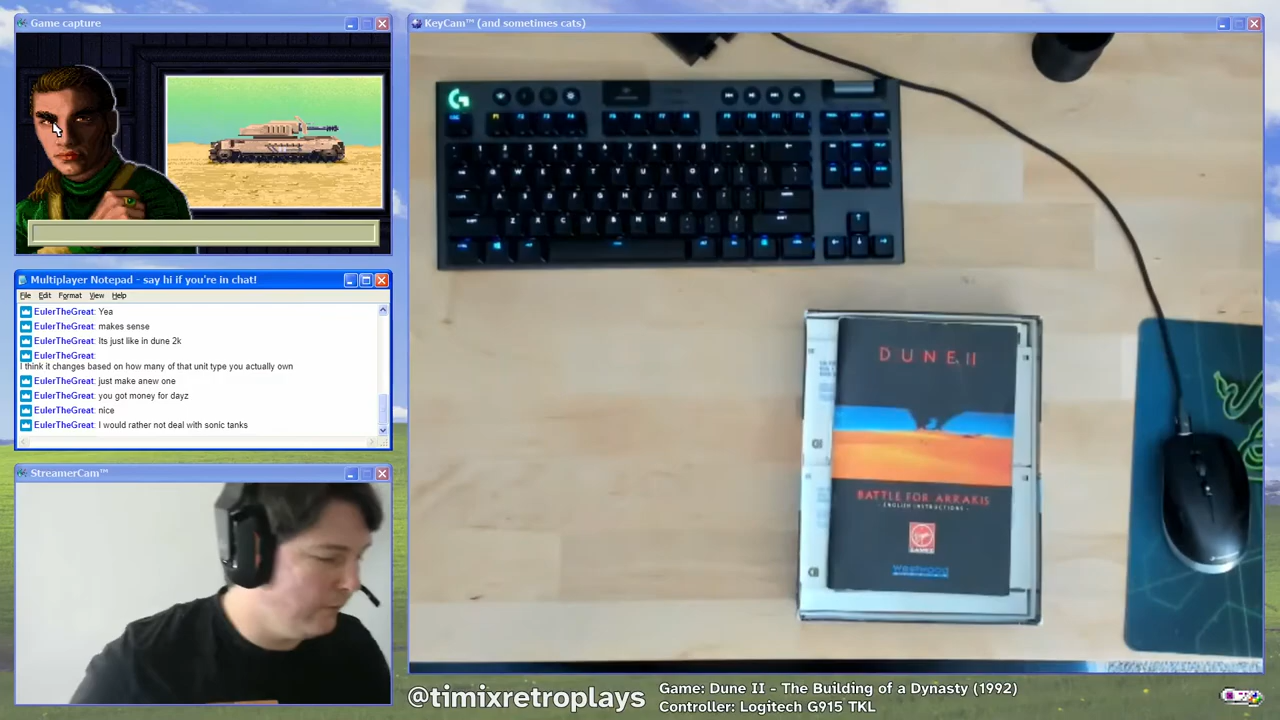 Game capture
KeyCam™ (and sometimes cats)
Multiplayer Notepad - say hi if you're in chat!
File Edit Format View Help
EulerTheGreat: Yea
EulerTheGreat: makes sense
EulerTheGreat: Its just like in dune 2k
EulerTheGreat:
I think it changes based on how many of that unit type you actually own
EulerTheGreat: just make anew one
EulerTheGreat: you got money for dayz
EulerTheGreat: nice
EulerTheGreat: I would rather not deal with sonic tanks
StreamerCam™
DUNE II
BATTLE FOR ARRAKIS
- ENGLISH INSTRUCTIONS -
Virgin
GAMES
Westwood
@timixretroplays
Game: Dune II - The Building of a Dynasty (1992)
Controller: Logitech G915 TKL